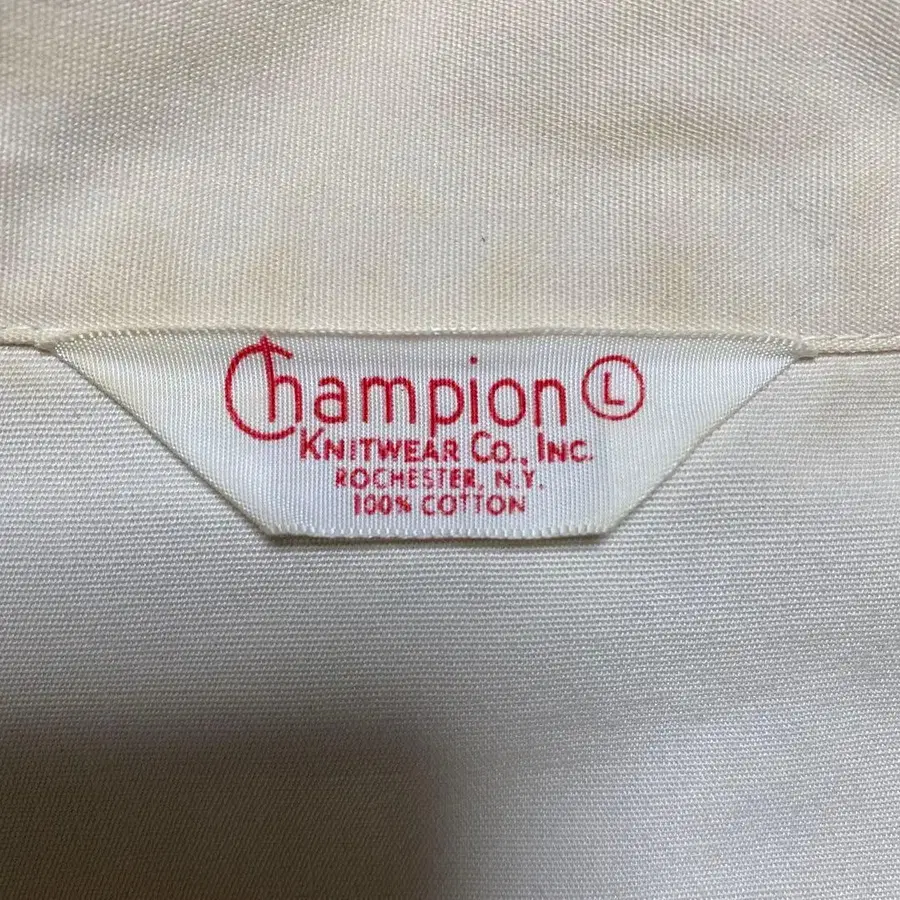 Champion L
KNITWEAR CO., INC.
ROCHESTER, N.Y.
100% COTTON